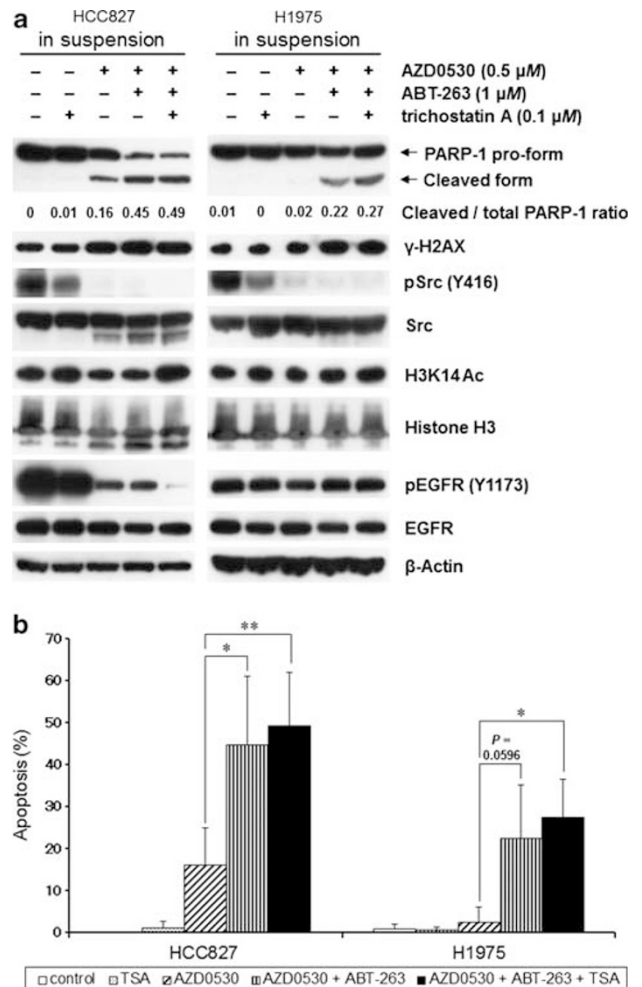 a
HCC827 H1975
in suspension in suspension
– – + + + – – + + + AZD0530 (0.5 µM)
– – – + + – – – + + ABT-263 (1 µM)
– + – – + – + – – + trichostatin A (0.1 µM)
PARP-1 pro-form
Cleaved form
0 0.01 0.16 0.45 0.49 0.01 0 0.02 0.22 0.27 Cleaved / total PARP-1 ratio
γ-H2AX
pSrc (Y416)
Src
H3K14Ac
Histone H3
pEGFR (Y1173)
EGFR
β-Actin
b
70
60
50
40
30
20
10
0
Apoptosis (%)
**
*
*
P =
0.0596
HCC827 H1975
control TSA AZD0530 AZD0530 + ABT-263 AZD0530 + ABT-263 + TSA